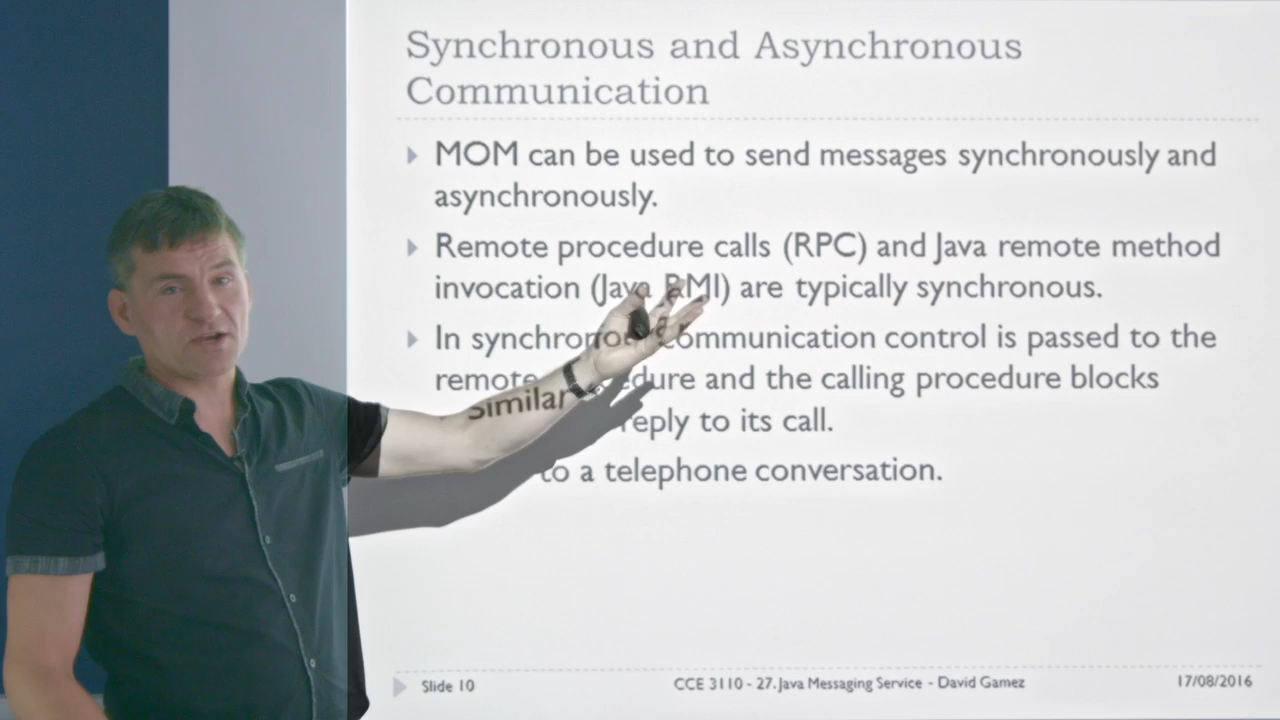 Synchronous and Asynchronous
Communication
MOM can be used to send messages synchronously and
asynchronously.
Remote procedure calls (RPC) and Java remote method
invocation (Java RMI) are typically synchronous.
In synchronous communication control is passed to the
remote procedure and the calling procedure blocks
reply to its call.
Similar to a telephone conversation.
Slide 10
CCE 3110 - 27. Java Messaging Service - David Gamez
17/08/2016